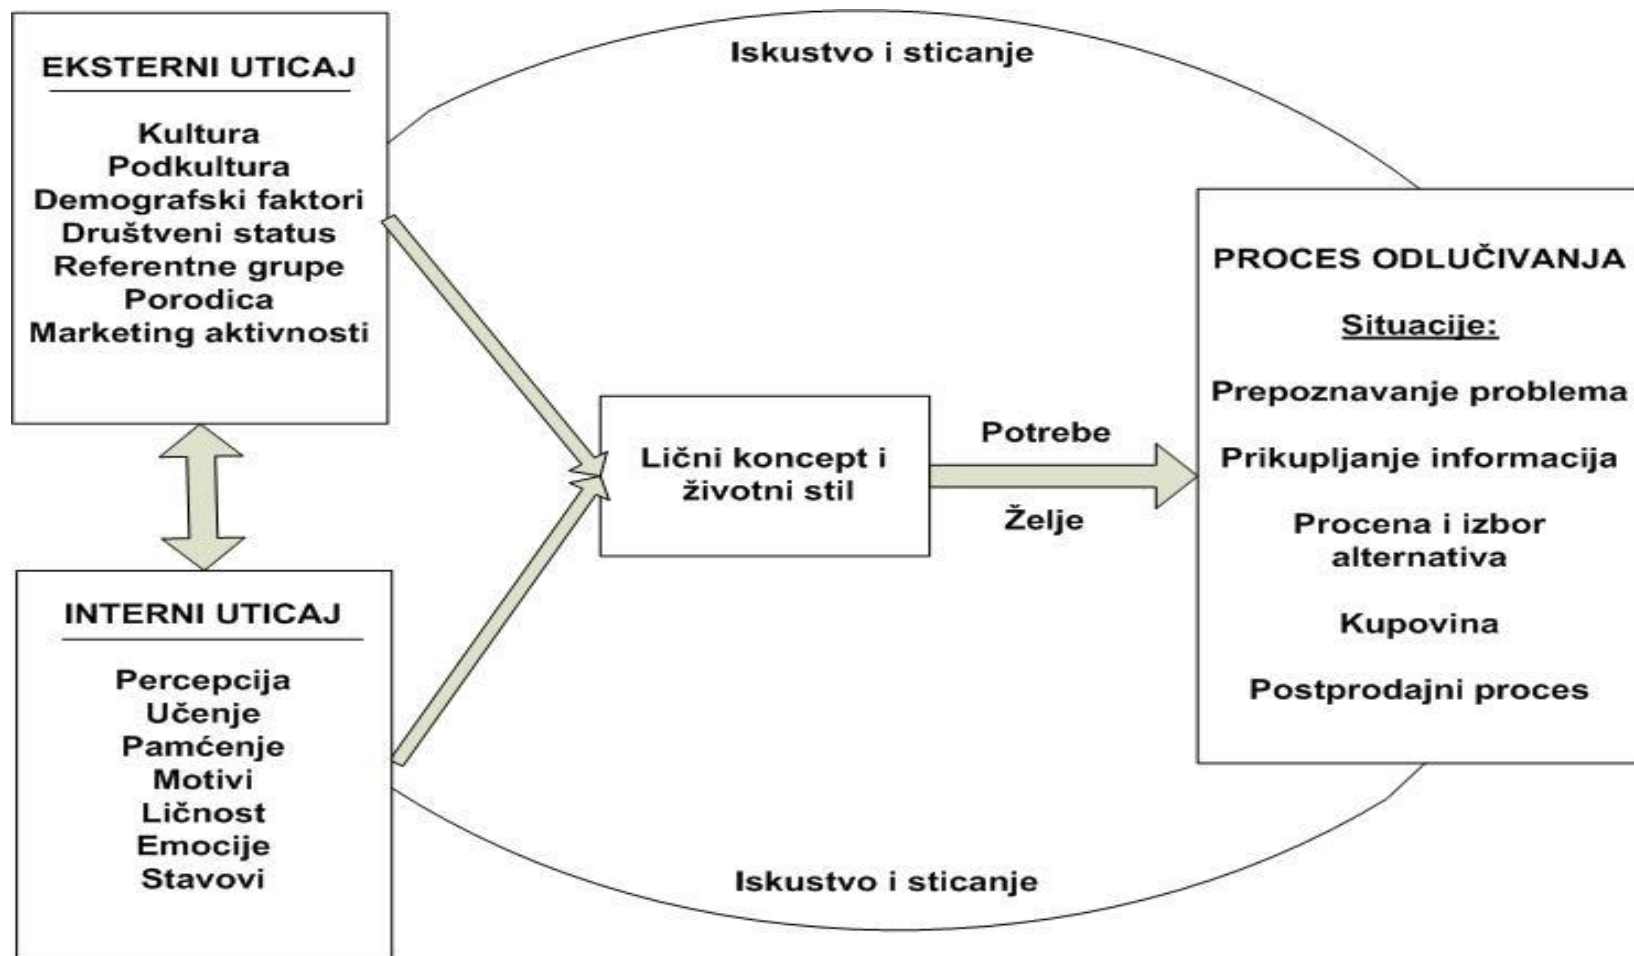 EKSTERNI UTICAJ
Kultura
Podkultura
Demografski faktori
Društveni status
Referentne grupe
Porodica
Marketing aktivnosti
Iskustvo i sticanje
INTERNI UTICAJ
Percepcija
Učenje
Pamćenje
Motivi
Ličnost
Emocije
Stavovi
Lični koncept i
životni stil
Potrebe
Želje
PROCES ODLUČIVANJA
Situacije:
Prepoznavanje problema
Prikupljanje informacija
Procena i izbor
alternativa
Kupovina
Postprodajni proces
Iskustvo i sticanje